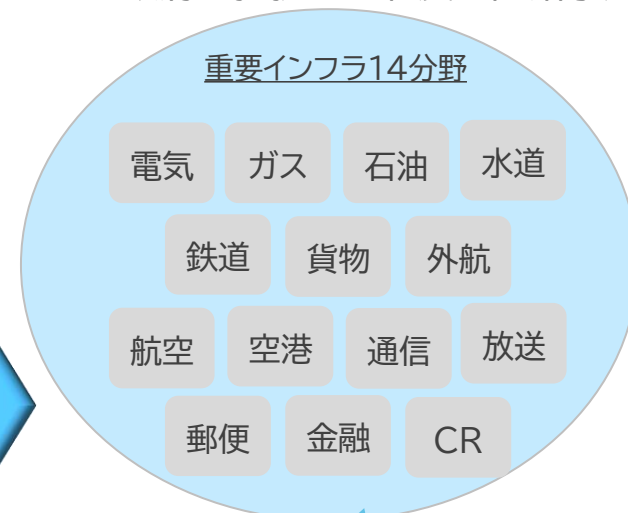 重要インフラ14分野
電気 ガス 石油 水道
鉄道 貨物 外航
航空 空港 通信 放送
郵便 金融 CR